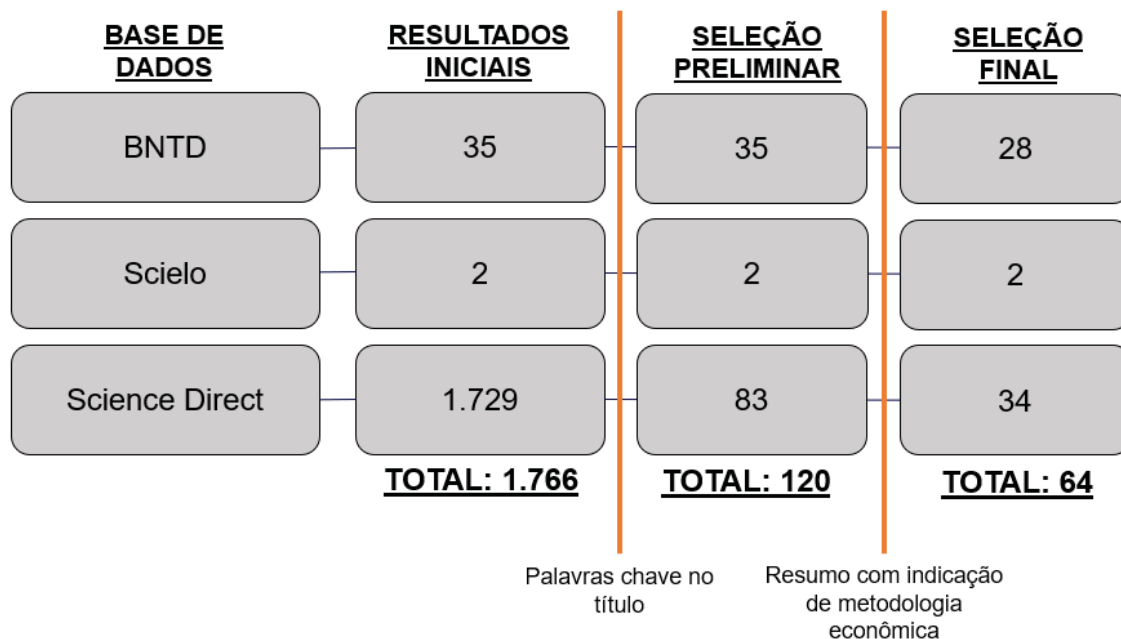 BASE DE
DADOS
RESULTADOS
INICIAIS
SELEÇÃO
PRELIMINAR
SELEÇÃO
FINAL
BNTD
35
35
28
Scielo
2
2
2
Science Direct
1.729
83
34
TOTAL: 1.766
TOTAL: 120
TOTAL: 64
Palavras chave no
título
Resumo com indicação
de metodologia
econômica